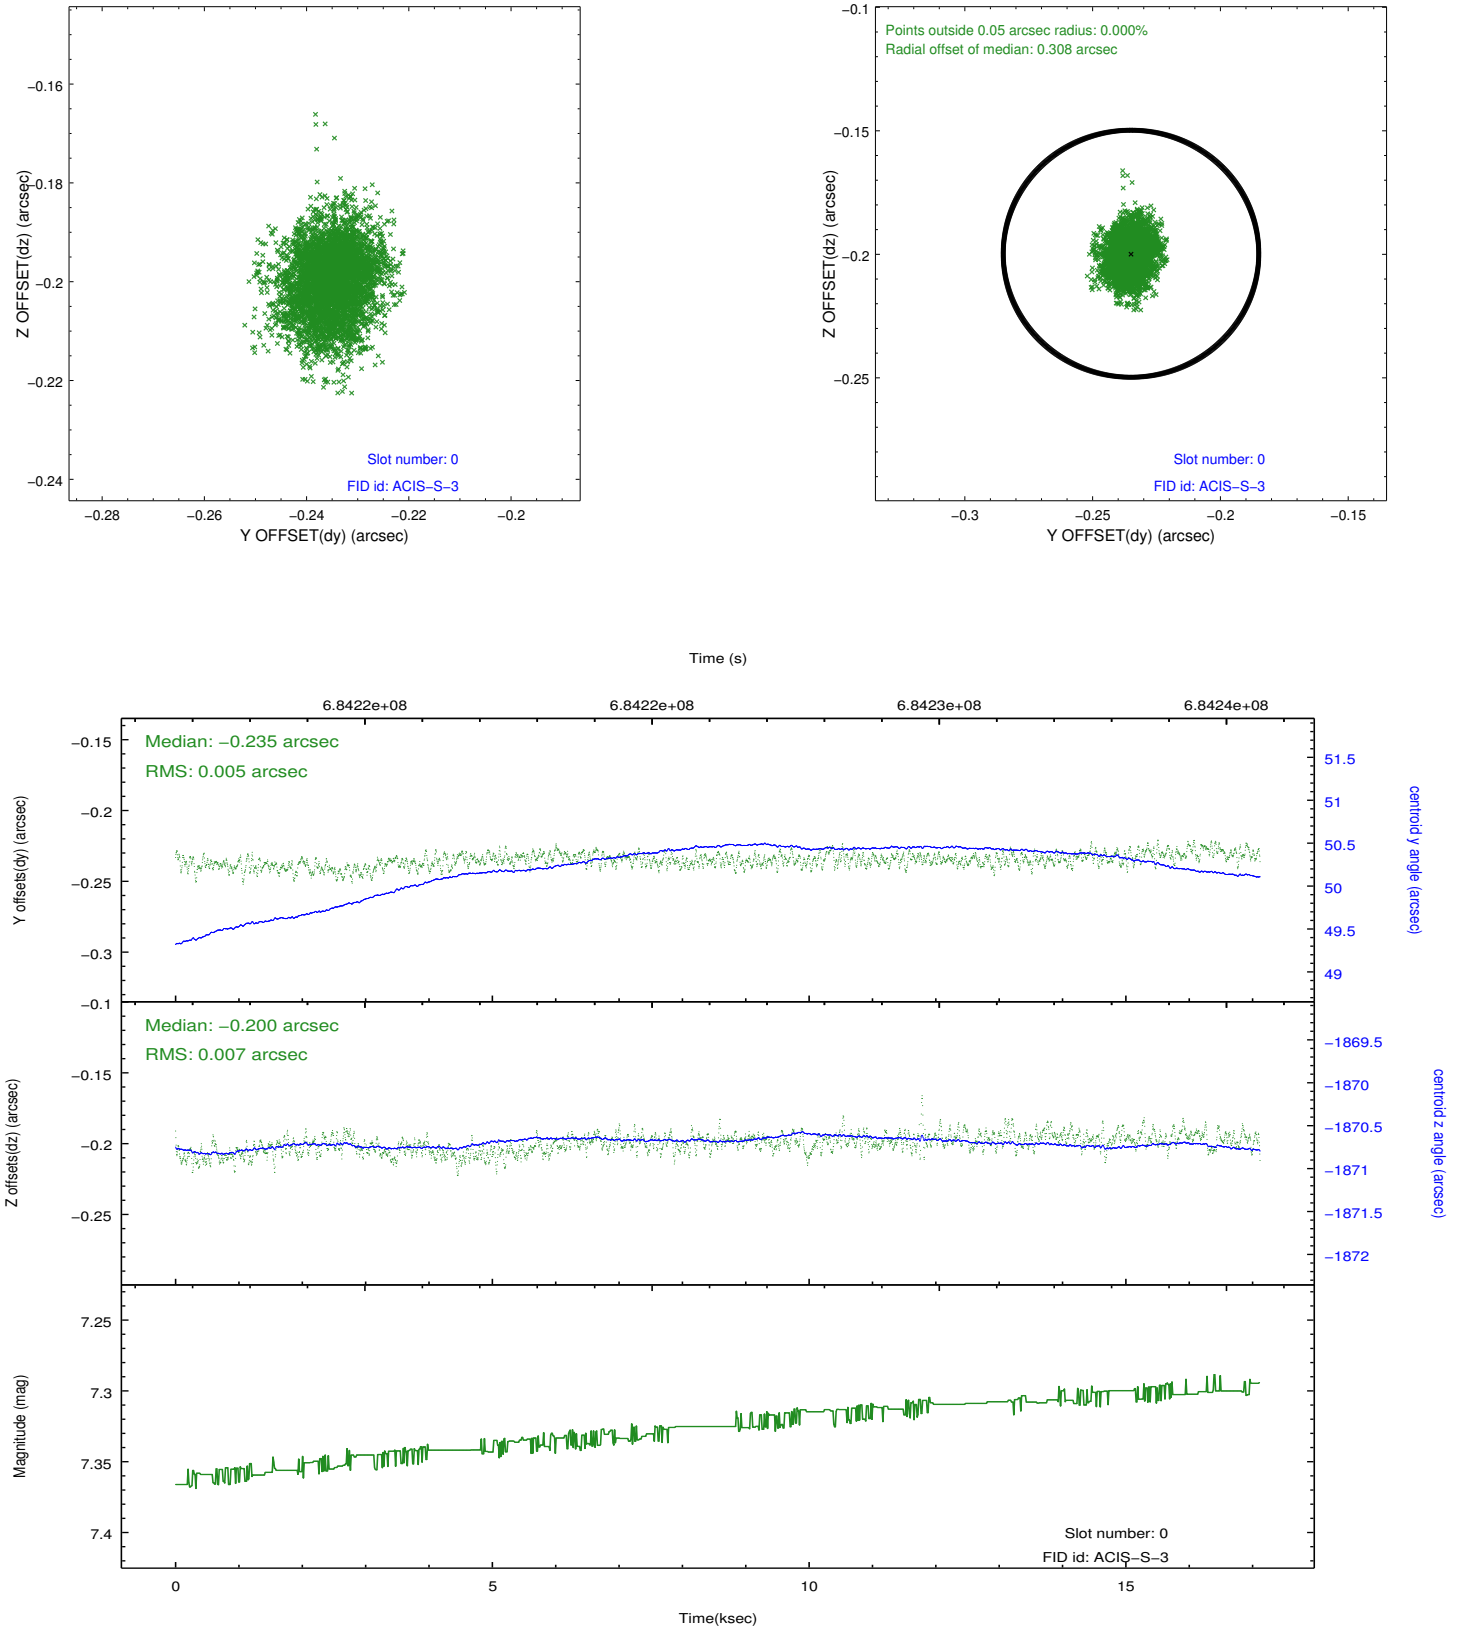 −0.16
−0.18
−0.2
−0.22
−0.24
Z OFFSET(dz) (arcsec)
Slot number: 0
FID id: ACIS−S−3
−0.28 −0.26 −0.24 −0.22 −0.2
Y OFFSET(dy) (arcsec)
−0.1
−0.15
−0.2
−0.25
Z OFFSET(dz) (arcsec)
Points outside 0.05 arcsec radius: 0.000%
Radial offset of median: 0.308 arcsec
Slot number: 0
FID id: ACIS−S−3
−0.3 −0.25 −0.2 −0.15
Y OFFSET(dy) (arcsec)
Time (s)
6.8422e+08 6.8422e+08 6.8423e+08 6.8424e+08
Median: −0.235 arcsec
RMS: 0.005 arcsec
−0.15
−0.2
−0.25
−0.3
Y offsets(dy) (arcsec)
51.5
51
50.5
50
49.5
49
centroid y angle (arcsec)
Median: −0.200 arcsec
RMS: 0.007 arcsec
−0.1
−0.15
−0.2
−0.25
Z offsets(dz) (arcsec)
−1869.5
−1870
−1870.5
−1871
−1871.5
−1872
centroid z angle (arcsec)
7.25
7.3
7.35
7.4
Magnitude (mag)
Slot number: 0
FID id: ACIS−S−3
0 5 10 15
Time(ksec)